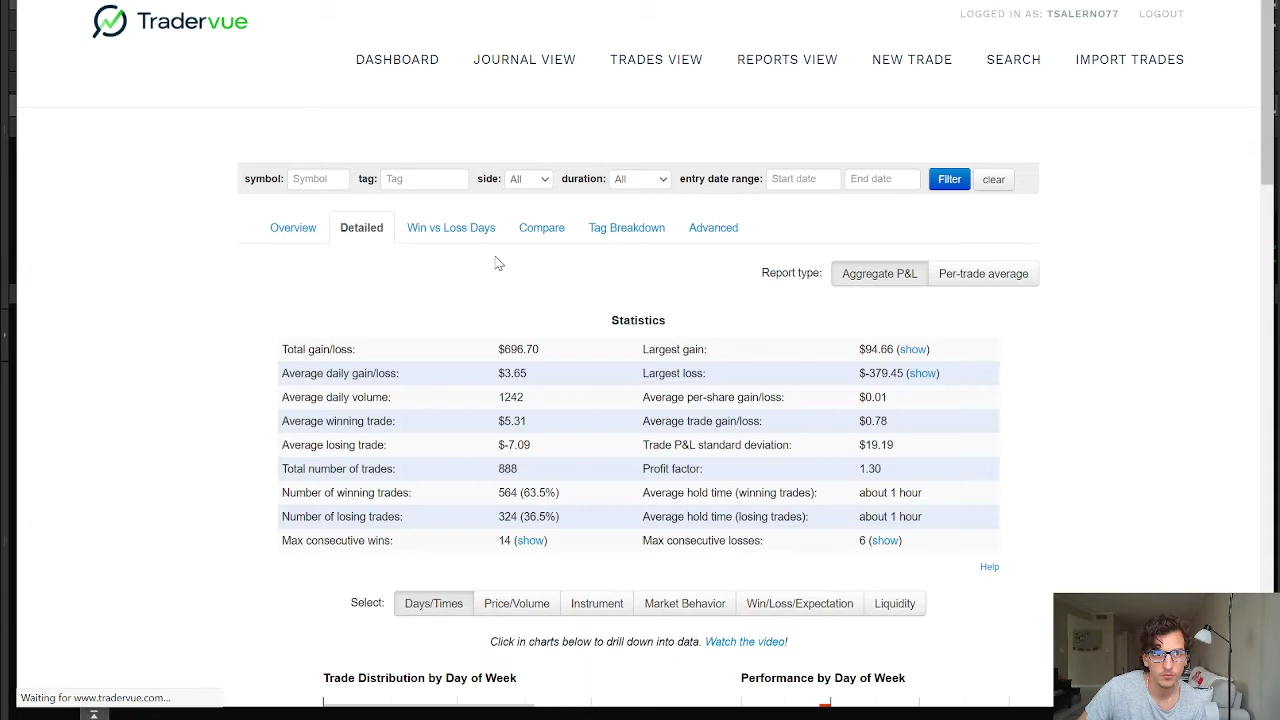 Tradervue
LOGGED IN AS: TSALERNO77 LOGOUT
DASHBOARD JOURNAL VIEW TRADES VIEW REPORTS VIEW NEW TRADE SEARCH IMPORT TRADES
symbol: Symbol tag: Tag side: All duration: All entry date range: Start date End date Filter clear
Overview Detailed Win vs Loss Days Compare Tag Breakdown Advanced
Report type: Aggregate P&L Per-trade average
Statistics
Total gain/loss: $696.70 Largest gain: $94.66 (show)
Average daily gain/loss: $3.65 Largest loss: $-379.45 (show)
Average daily volume: 1242 Average per-share gain/loss: $0.01
Average winning trade: $5.31 Average trade gain/loss: $0.78
Average losing trade: $-7.09 Trade P&L standard deviation: $19.19
Total number of trades: 888 Profit factor: 1.30
Number of winning trades: 564 (63.5%) Average hold time (winning trades): about 1 hour
Number of losing trades: 324 (36.5%) Average hold time (losing trades): about 1 hour
Max consecutive wins: 14 (show) Max consecutive losses: 6 (show)
Help
Select: Days/Times Price/Volume Instrument Market Behavior Win/Loss/Expectation Liquidity
Click in charts below to drill down into data. Watch the video!
Trade Distribution by Day of Week Performance by Day of Week
Waiting for www.tradervue.com...